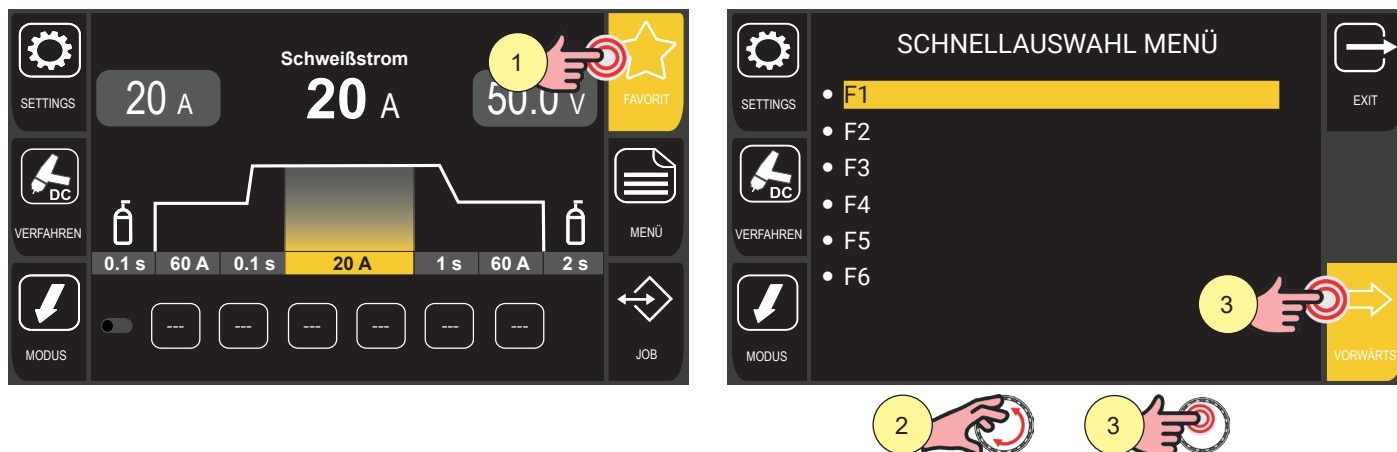 SETTINGS
Schweißstrom
20 A
20 A
50.0 V
1
FAVORIT
VERFAHREN
DC
MENÜ
0.1 s 60 A 0.1 s 20 A 1 s 60 A 2 s
MODUS
--- --- --- --- --- ---
JOB
SCHNELLAUSWAHL MENÜ
SETTINGS
EXIT
• F1
• F2
• F3
• F4
• F5
• F6
DC
VERFAHREN
MODUS
3
VORWÄRTS
2
3